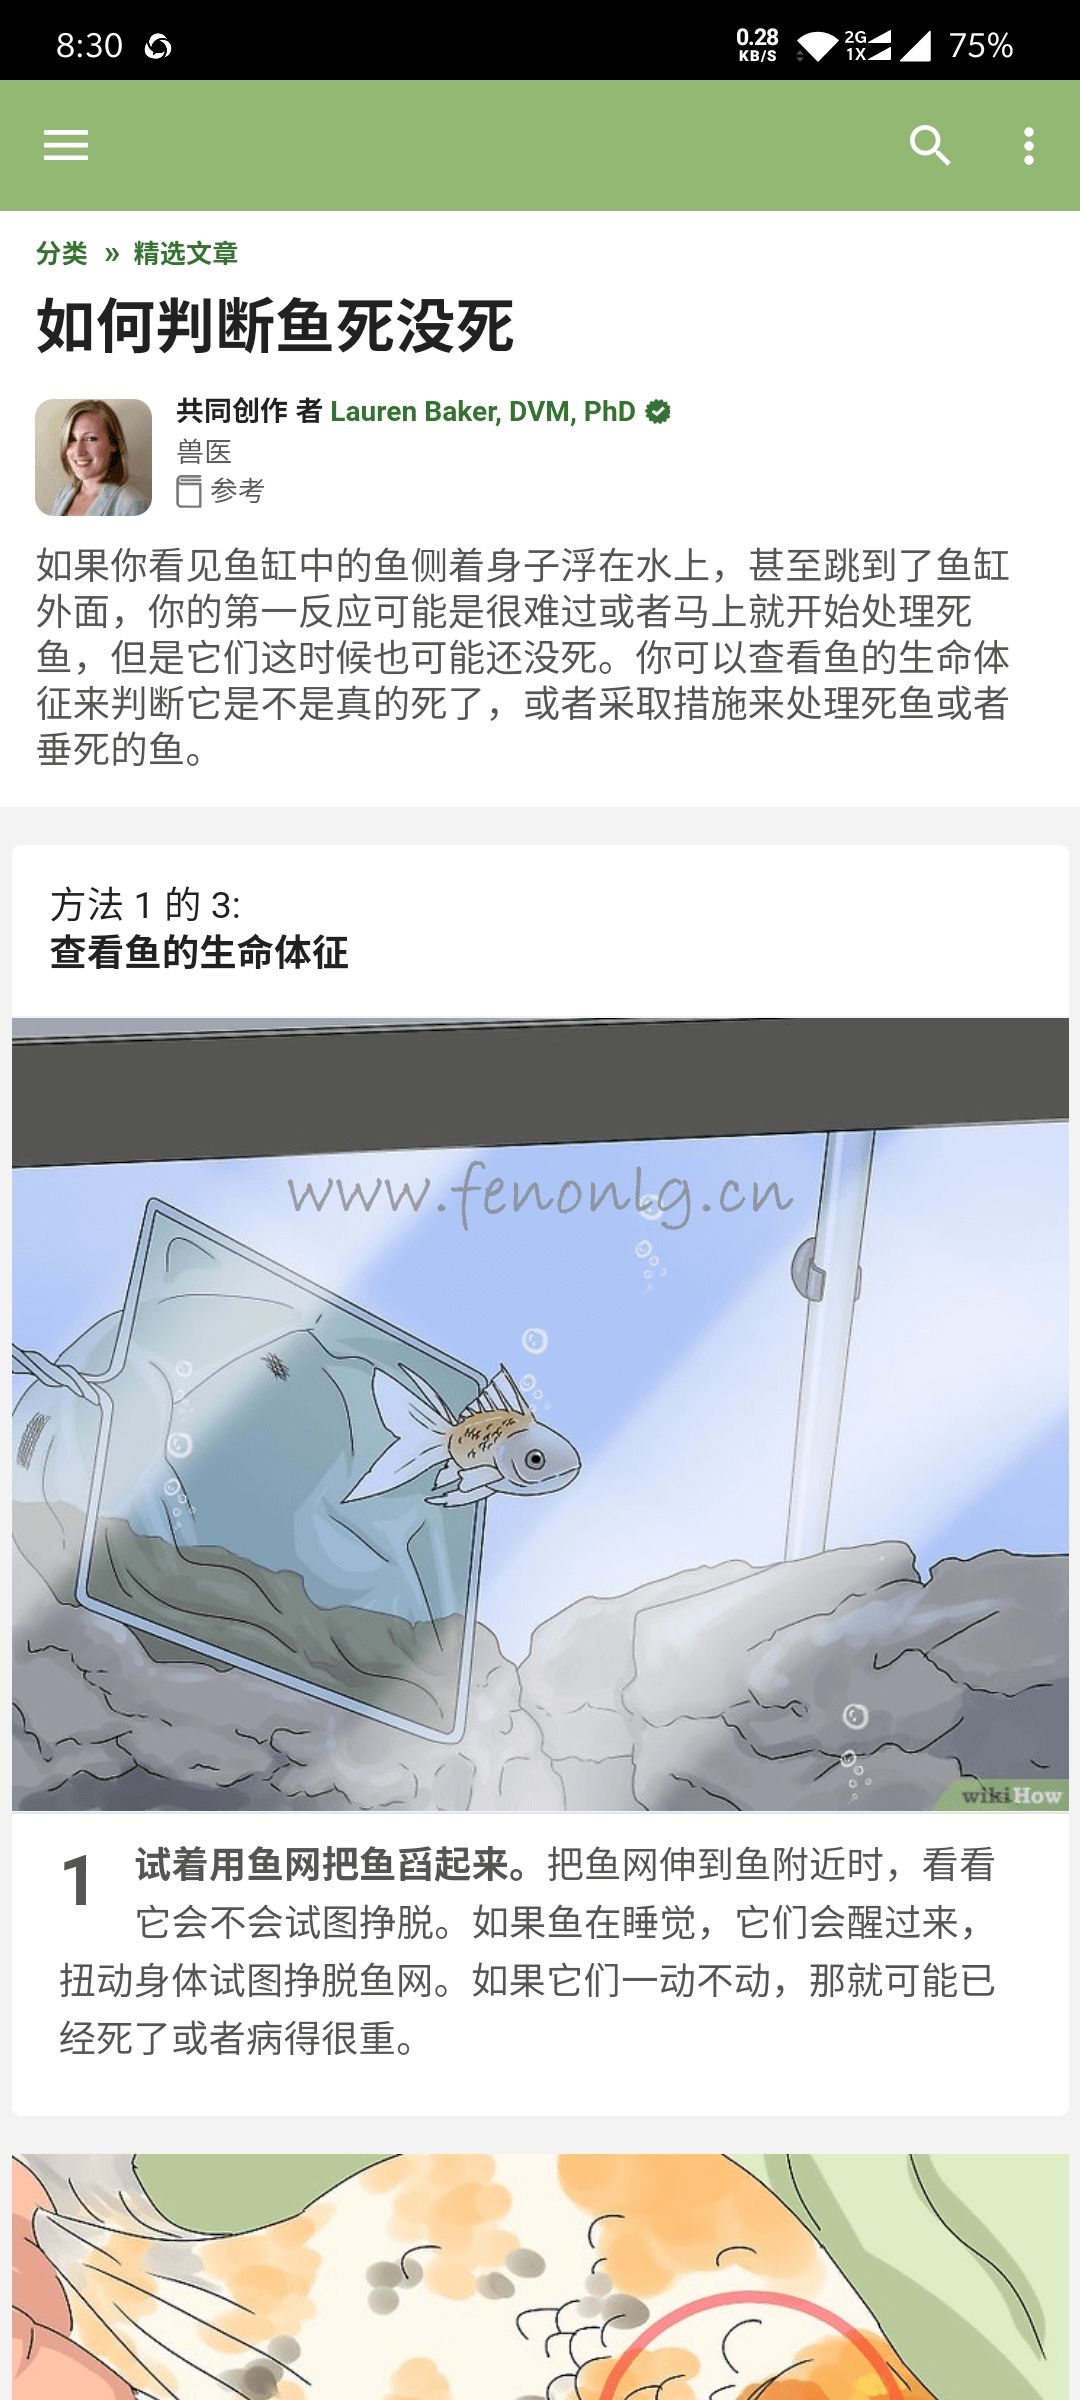 8:30
0.28
KB/S
2G
1X
75%
分类 » 精选文章
如何判断鱼死没死
共同创作 者 Lauren Baker, DVM, PhD
兽医
参考
如果你看见鱼缸中的鱼侧着身子浮在水上，甚至跳到了鱼缸
外面，你的第一反应可能是很难过或者马上就开始处理死
鱼，但是它们这时候也可能还没死。你可以查看鱼的生命体
征来判断它是不是真的死了，或者采取措施来处理死鱼或者
垂死的鱼。
方法 1 的 3:
查看鱼的生命体征
www.fenonlg.cn
wikiHow
1 试着用鱼网把鱼舀起来。把鱼网伸到鱼附近时，看看
它会不会试图挣脱。如果鱼在睡觉，它们会醒过来，
扭动身体试图挣脱鱼网。如果它们一动不动，那就可能已
经死了或者病得很重。